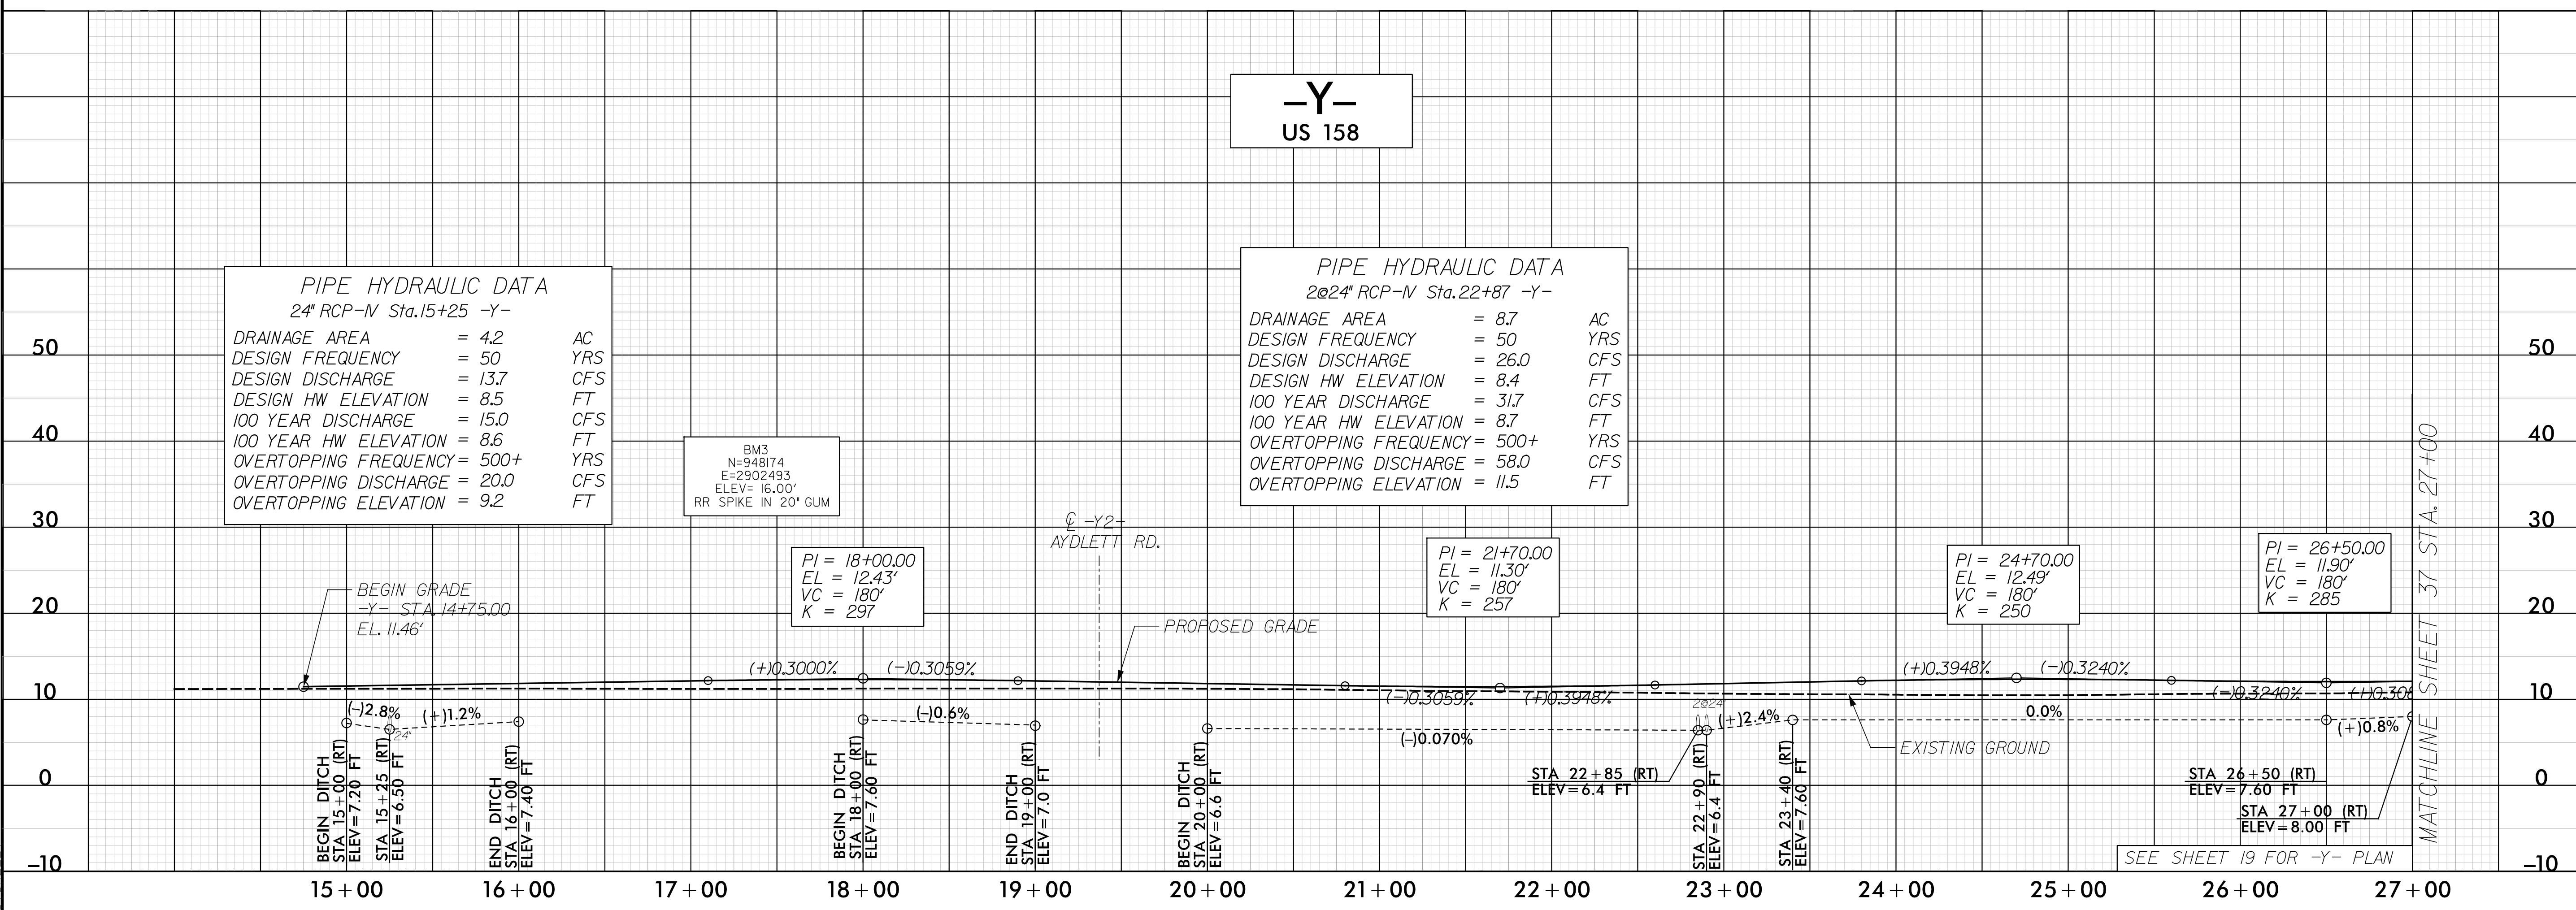 –Y–
US 158
PIPE HYDRAULIC DATA
24" RCP-IV Sta.15+25 -Y-
DRAINAGE AREA = 4.2 AC
DESIGN FREQUENCY = 50 YRS
DESIGN DISCHARGE = 13.7 CFS
DESIGN HW ELEVATION = 8.5 FT
100 YEAR DISCHARGE = 15.0 CFS
100 YEAR HW ELEVATION = 8.6 FT
OVERTOPPING FREQUENCY = 500+ YRS
OVERTOPPING DISCHARGE = 20.0 CFS
OVERTOPPING ELEVATION = 9.2 FT
PIPE HYDRAULIC DATA
2@24" RCP-IV Sta.22+87 -Y-
DRAINAGE AREA = 8.7 AC
DESIGN FREQUENCY = 50 YRS
DESIGN DISCHARGE = 26.0 CFS
DESIGN HW ELEVATION = 8.4 FT
100 YEAR DISCHARGE = 31.7 CFS
100 YEAR HW ELEVATION = 8.7 FT
OVERTOPPING FREQUENCY = 500+ YRS
OVERTOPPING DISCHARGE = 58.0 CFS
OVERTOPPING ELEVATION = 11.5 FT
BM3
N=948174
E=2902493
ELEV= 16.00'
RR SPIKE IN 20" GUM
50 50
40 40
30 30
20 20
10 10
0 0
–10 –10
℄ -Y2-
AYDLETT RD.
BEGIN GRADE
-Y- STA. 14+75.00
EL. 11.46'
PI = 18+00.00
EL = 12.43'
VC = 180'
K = 297
PI = 21+70.00
EL = 11.30'
VC = 180'
K = 257
PI = 24+70.00
EL = 12.49'
VC = 180'
K = 250
PI = 26+50.00
EL = 11.90'
VC = 180'
K = 285
PROPOSED GRADE
(+)0.3000% (-)0.3059%
(-)0.3059% (+)0.3948%
(+)0.3948% (-)0.3240%
(-)0.3240% (+)0.308
(–)2.8%
(+)1.2%
24"
(–)0.6%
(–)0.070%
2@24"
(+)2.4%
0.0%
(+)0.8%
EXISTING GROUND
BEGIN DITCH
STA 15+00 (RT)
ELEV=7.20 FT
STA 15+25 (RT)
ELEV=6.50 FT
END DITCH
STA 16+00 (RT)
ELEV=7.40 FT
BEGIN DITCH
STA 18+00 (RT)
ELEV=7.60 FT
END DITCH
STA 19+00 (RT)
ELEV=7.0 FT
BEGIN DITCH
STA 20+00 (RT)
ELEV=6.6 FT
STA 22+85 (RT)
ELEV=6.4 FT
STA 22+90 (RT)
ELEV=6.4 FT
STA 23+40 (RT)
ELEV=7.60 FT
STA 26+50 (RT)
ELEV=7.60 FT
STA 27+00 (RT)
ELEV=8.00 FT
MATCHLINE SHEET 37 STA. 27+00
SEE SHEET 19 FOR -Y- PLAN
15+00 16+00 17+00 18+00 19+00 20+00 21+00 22+00 23+00 24+00 25+00 26+00 27+00